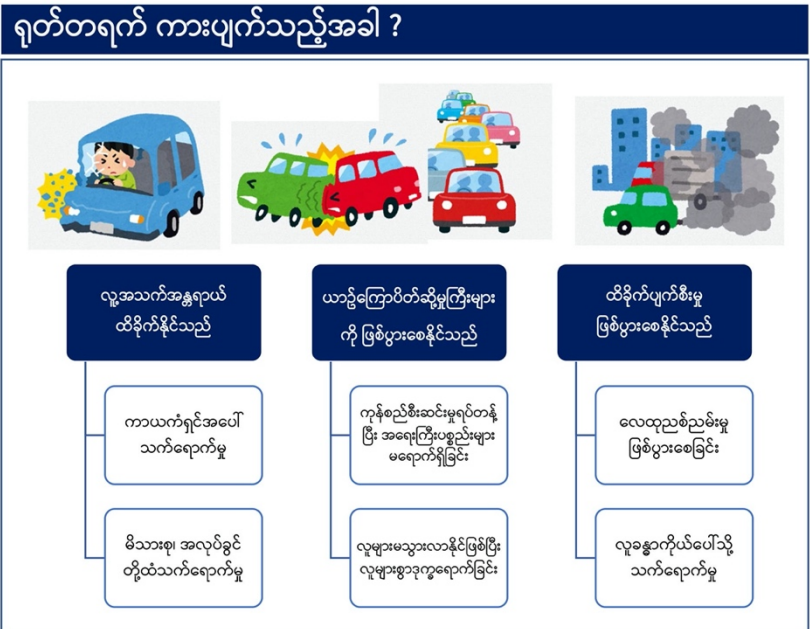 ရုတ်တရက် ကားပျက်သည့်အခါ ?
လူ့အသက်အန္တရာယ်
ထိခိုက်နိုင်သည်
ကာယကံရှင်အပေါ်
သက်ရောက်မှု
မိသားစု၊ အလုပ်ခွင်
တို့ထံသက်ရောက်မှု
ယာဉ်ကြောပိတ်ဆို့မှုကြီးများ
ကို ဖြစ်ပွားစေနိုင်သည်
ကုန်စည်စီးဆင်းမှုရပ်တန့်
ပြီး အရေးကြီးပစ္စည်းများ
မရောက်ရှိခြင်း
လူများမသွားလာနိုင်ဖြစ်ပြီး
လူများစွာဒုက္ခရောက်ခြင်း
ထိခိုက်ပျက်စီးမှု
ဖြစ်ပွားစေနိုင်သည်
လေထုညစ်ညမ်းမှု
ဖြစ်ပွားစေခြင်း
လူခန္ဓာကိုယ်ပေါ်သို့
သက်ရောက်မှု